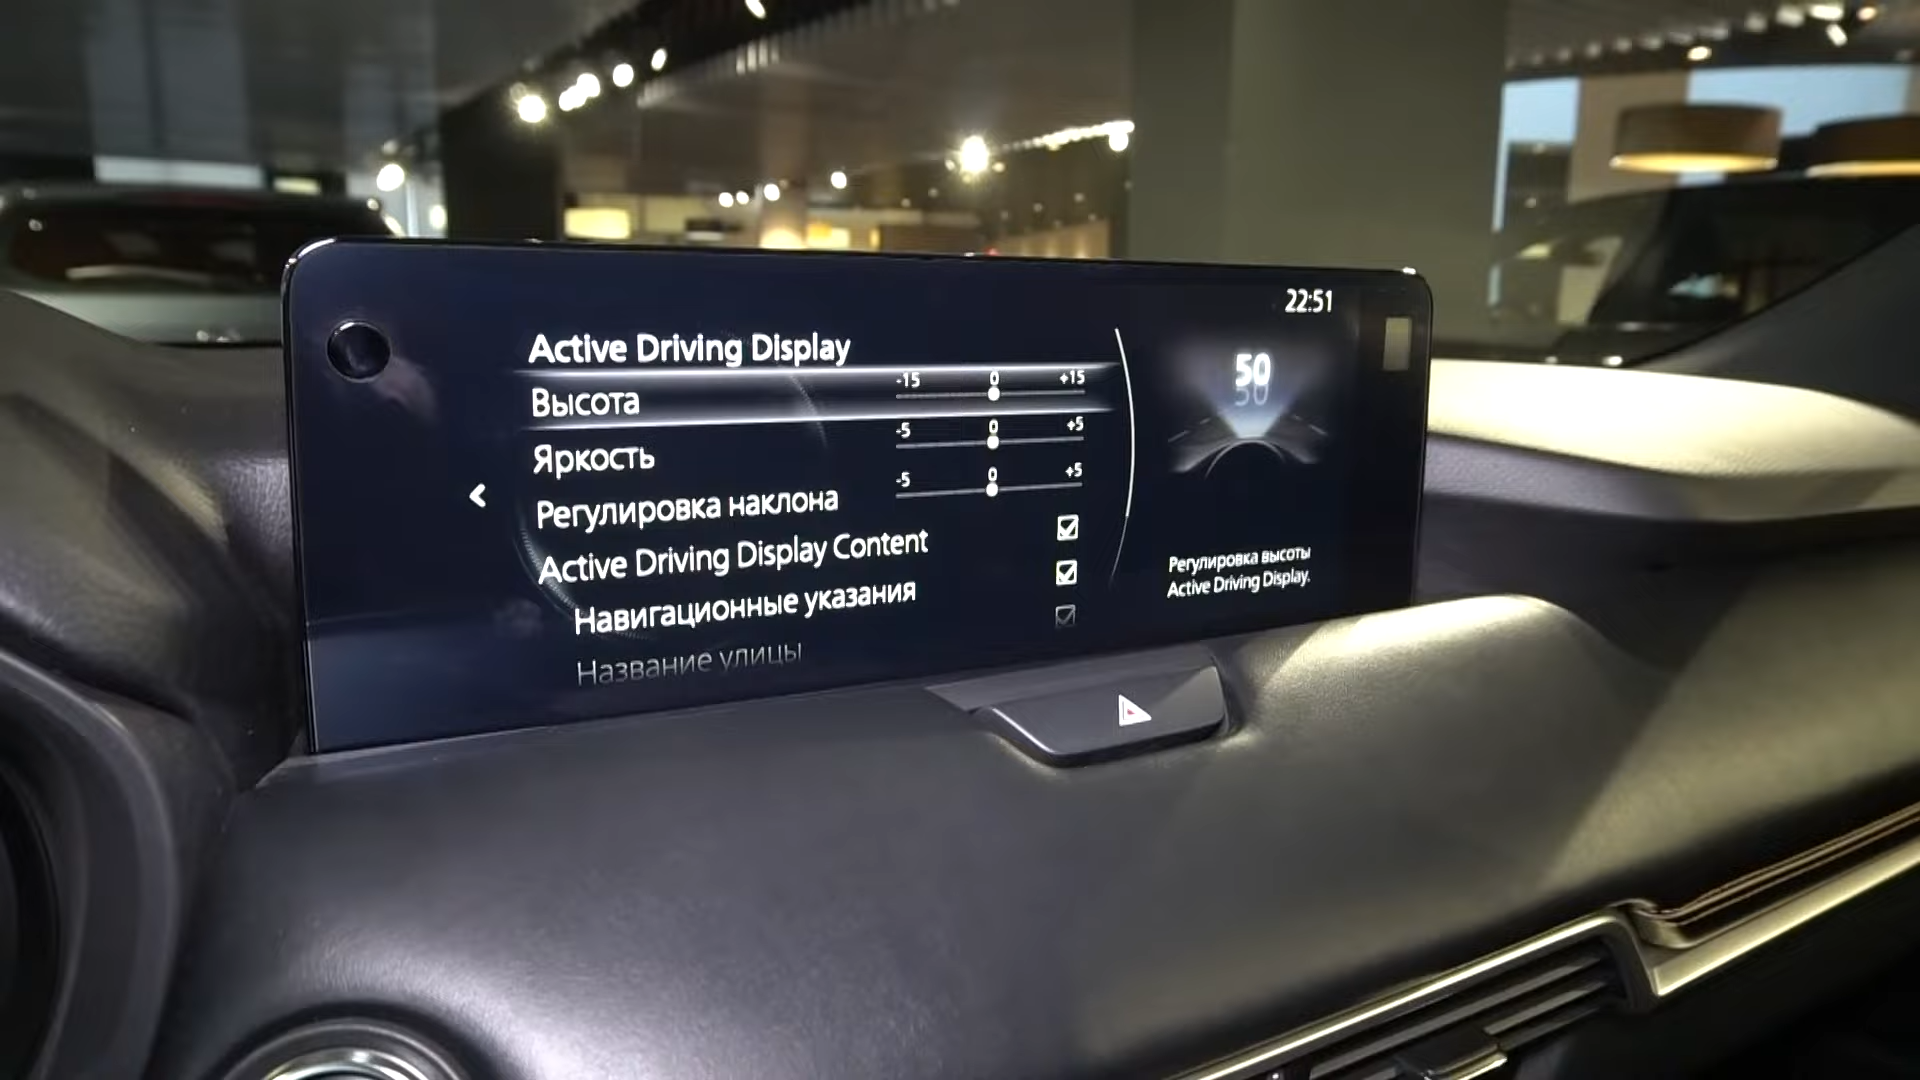 22:51
Active Driving Display
50
50
Высота
-15 0 +15
Яркость
-5 0 +5
Регулировка наклона
-5 0 +5
Active Driving Display Content
Навигационные указания
Название улицы
Регулировка высоты
Active Driving Display.